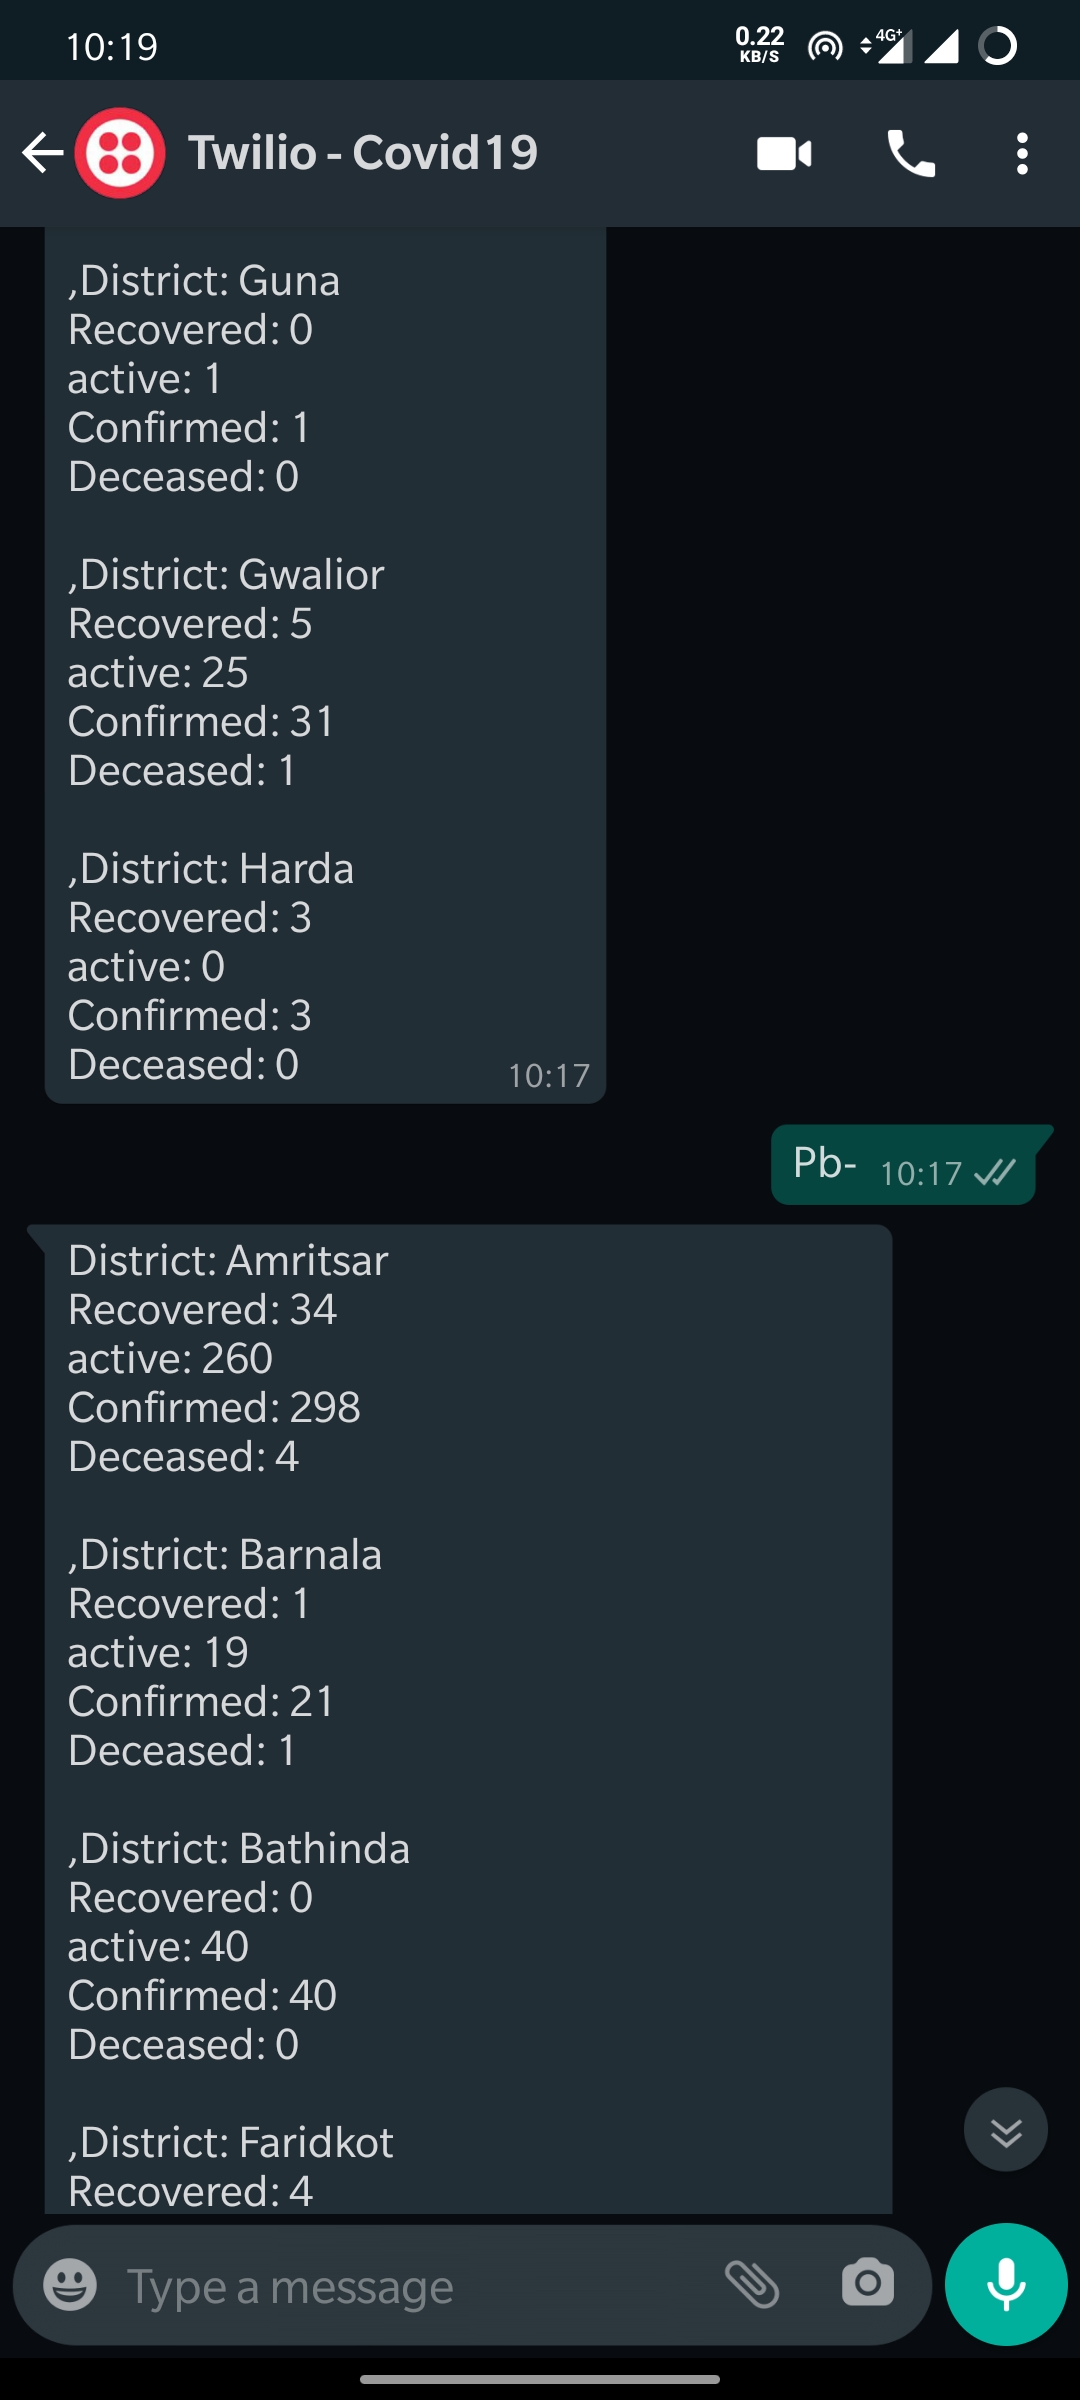 10:19
0.22
KB/S
4G+
Twilio - Covid19
,District: Guna
Recovered: 0
active: 1
Confirmed: 1
Deceased: 0
,District: Gwalior
Recovered: 5
active: 25
Confirmed: 31
Deceased: 1
,District: Harda
Recovered: 3
active: 0
Confirmed: 3
Deceased: 0
10:17
Pb- 10:17
District: Amritsar
Recovered: 34
active: 260
Confirmed: 298
Deceased: 4
,District: Barnala
Recovered: 1
active: 19
Confirmed: 21
Deceased: 1
,District: Bathinda
Recovered: 0
active: 40
Confirmed: 40
Deceased: 0
,District: Faridkot
Recovered: 4
Type a message